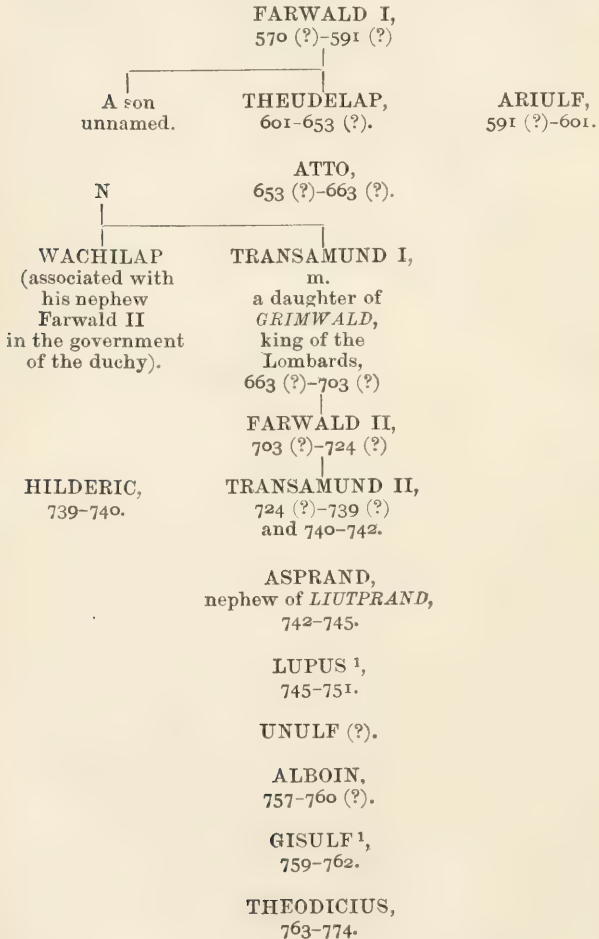 FARWALD I,
570 (?)–591 (?)
A son
unnamed.
THEUDELAP,
601–653 (?).
ARIULF,
591 (?)–601.
ATTO,
653 (?)–663 (?).
N
WACHILAP
(associated with
his nephew
Farwald II
in the government
of the duchy).
TRANSAMUND I,
m.
a daughter of
GRIMWALD,
king of the
Lombards,
663 (?)–703 (?)
FARWALD II,
703 (?)–724 (?)
HILDERIC,
739–740.
TRANSAMUND II,
724 (?)–739 (?)
and 740–742.
ASPRAND,
nephew of LIUTPRAND,
742–745.
LUPUS ¹,
745–751.
UNULF (?).
ALBOIN,
757–760 (?).
GISULF ¹,
759–762.
THEODICIUS,
763–774.